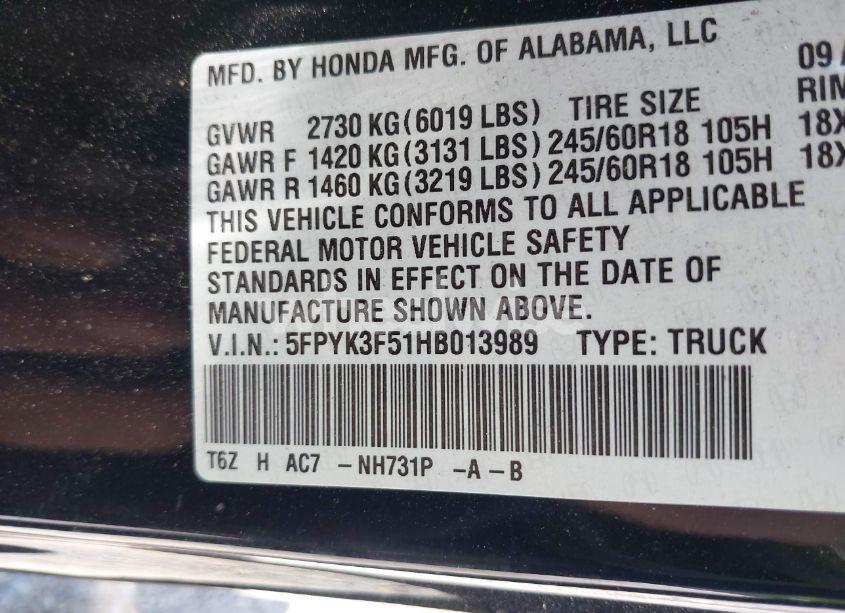 MFD. BY HONDA MFG. OF ALABAMA, LLC 09
GVWR 2730 KG (6019 LBS) TIRE SIZE RIM
GAWR F 1420 KG (3131 LBS) 245/60R18 105H 18X
GAWR R 1460 KG (3219 LBS) 245/60R18 105H 18X
THIS VEHICLE CONFORMS TO ALL APPLICABLE
FEDERAL MOTOR VEHICLE SAFETY
STANDARDS IN EFFECT ON THE DATE OF
MANUFACTURE SHOWN ABOVE.
V.I.N.: 5FPYK3F51HB013989 TYPE: TRUCK
T6Z H AC7 -NH731P -A -B